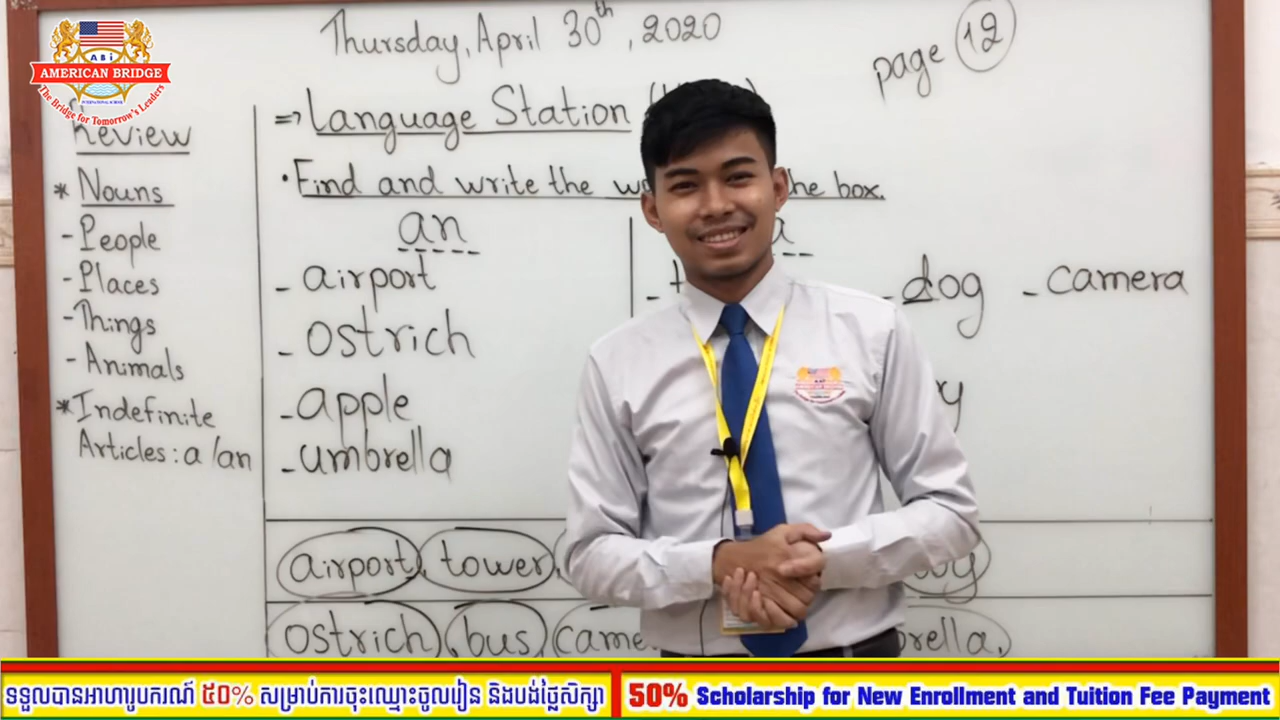 ABi
AMERICAN BRIDGE
INTERNATIONAL SCHOOL
The Bridge for Tomorrow's Leaders
Thursday, April 30th, 2020
page 12
Review
* Nouns
- People
- Places
- Things
- Animals
* Indefinite
Articles: a/an
⇒ Language Station
• Find and write the he box.
an
- airport
- ostrich
- apple
- umbrella
a
- dog - camera
airport, tower,
ostrich, bus came rella,
ទទួលបានអាហារូបករណ៍ ៥០% សម្រាប់ការចុះឈ្មោះចូលរៀន និងបង់ថ្លៃសិក្សា
50% Scholarship for New Enrollment and Tuition Fee Payment